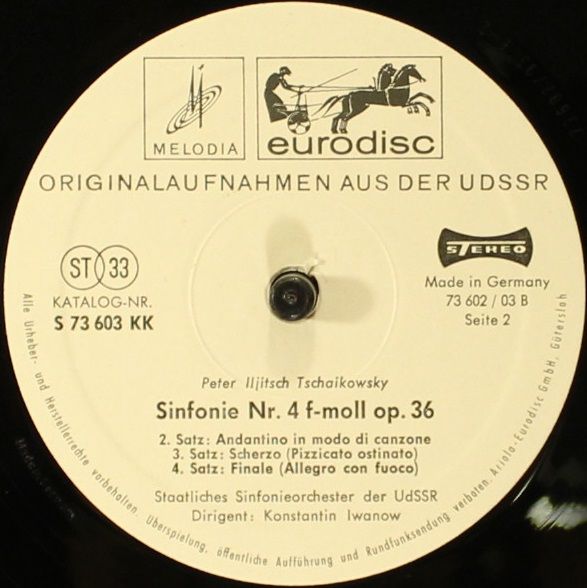 MELODIA
eurodisc
ORIGINALAUFNAHMEN AUS DER UDSSR
ST 33
KATALOG-NR.
S 73 603 KK
STEREO
Made in Germany
73 602 / 03 B
Seite 2
Peter Iljitsch Tschaikowsky
Sinfonie Nr. 4 f-moll op. 36
2. Satz: Andantino in modo di canzone
3. Satz: Scherzo (Pizzicato ostinato)
4. Satz: Finale (Allegro con fuoco)
Staatliches Sinfonieorchester der UdSSR
Dirigent: Konstantin Iwanow
Alle Urheber- und Herstellerrechte vorbehalten. Überspielung, öffentliche Aufführung und Rundfunksendung verboten. Ariola-Eurodisc GmbH, Gütersloh